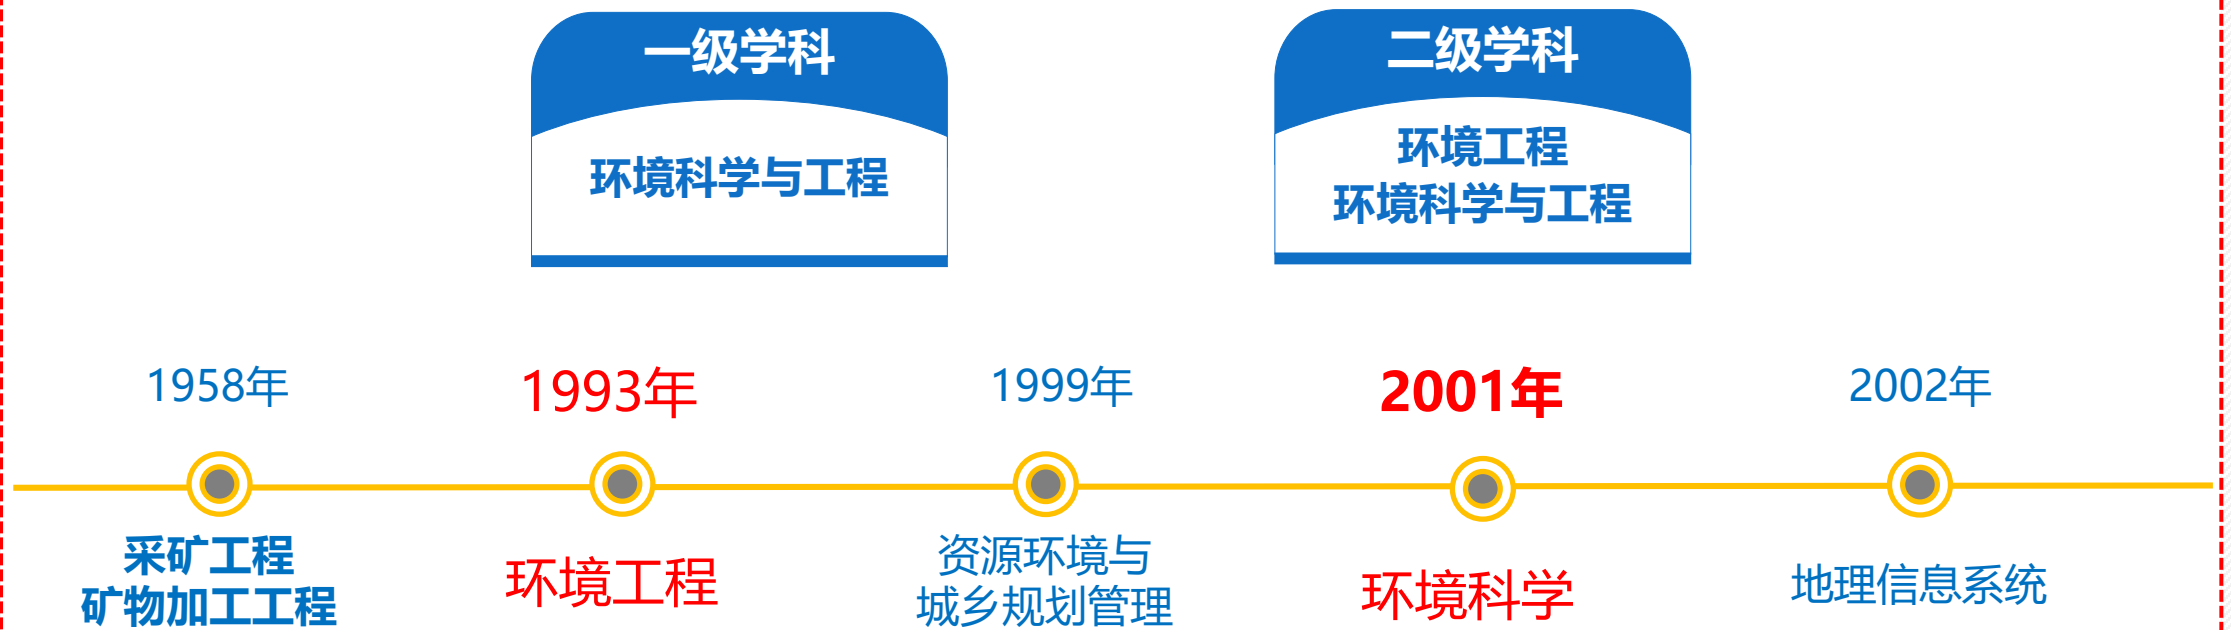 一级学科
环境科学与工程
二级学科
环境工程
环境科学与工程
1958年
1993年
1999年
2001年
2002年
采矿工程
矿物加工工程
环境工程
资源环境与
城乡规划管理
环境科学
地理信息系统